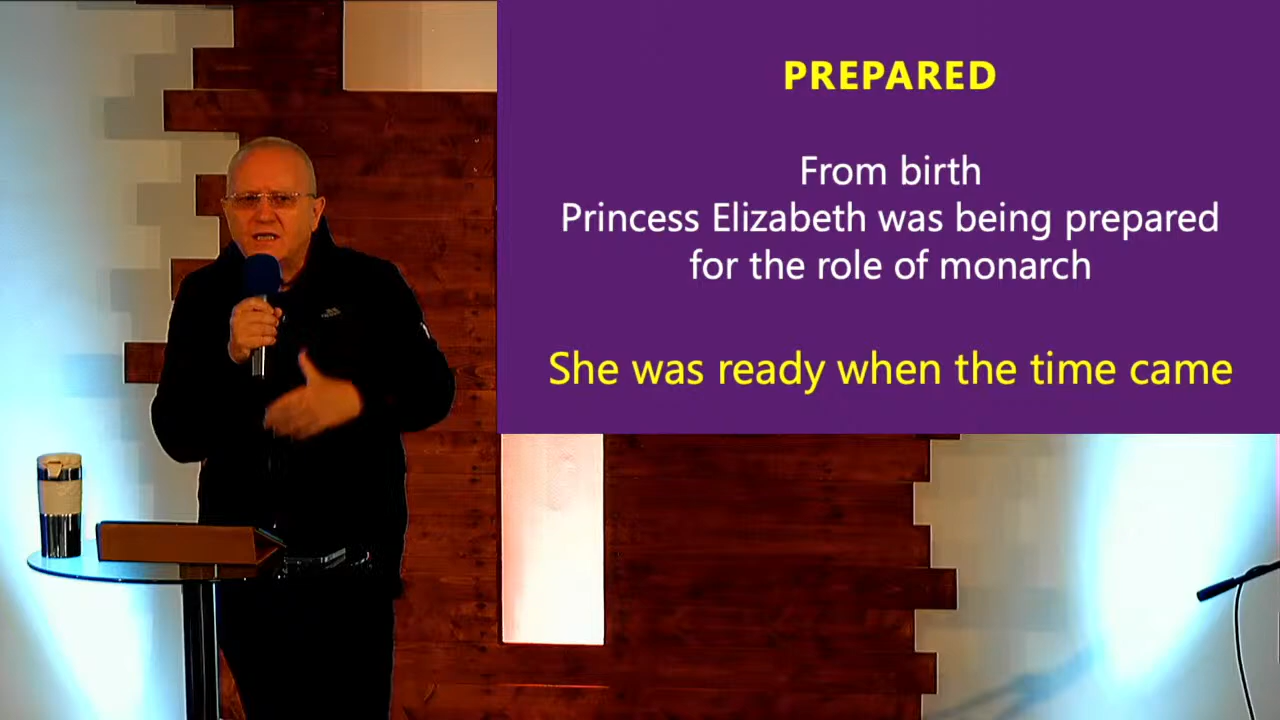 PREPARED
From birth
Princess Elizabeth was being prepared
for the role of monarch
She was ready when the time came